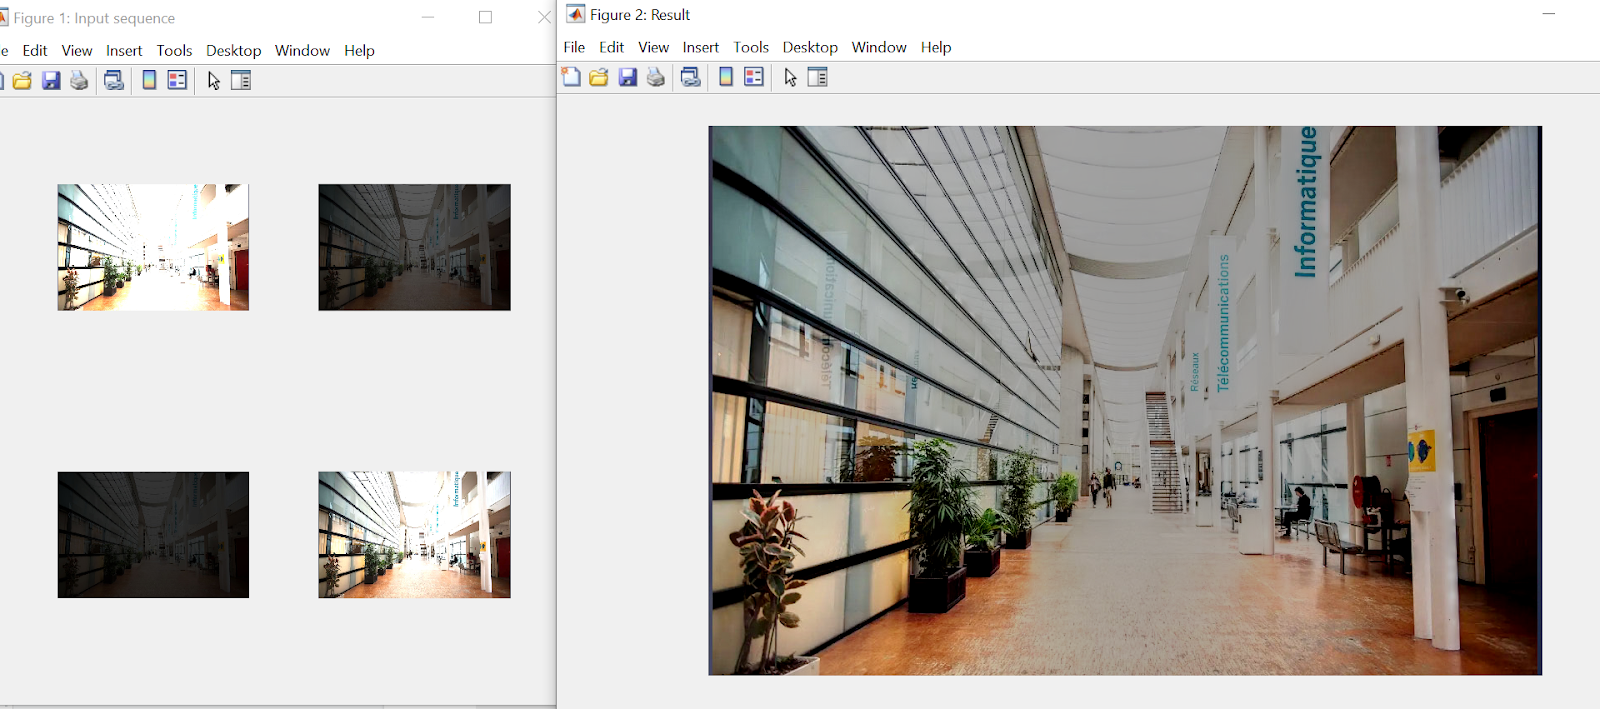 Figure 1: Input sequence
Edit View Insert Tools Desktop Window Help
Figure 2: Result
File Edit View Insert Tools Desktop Window Help
Informatique
Télécommunications
Réseaux
Informatique